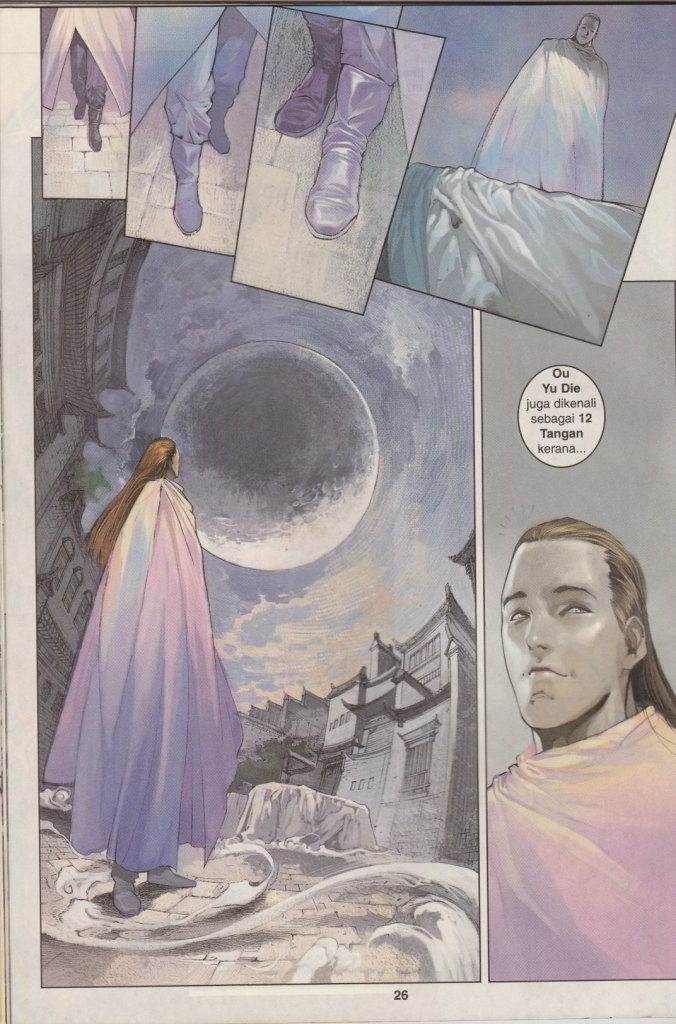 Ou
Yu Die
juga dikenali
sebagai 12
Tangan
kerana...
26